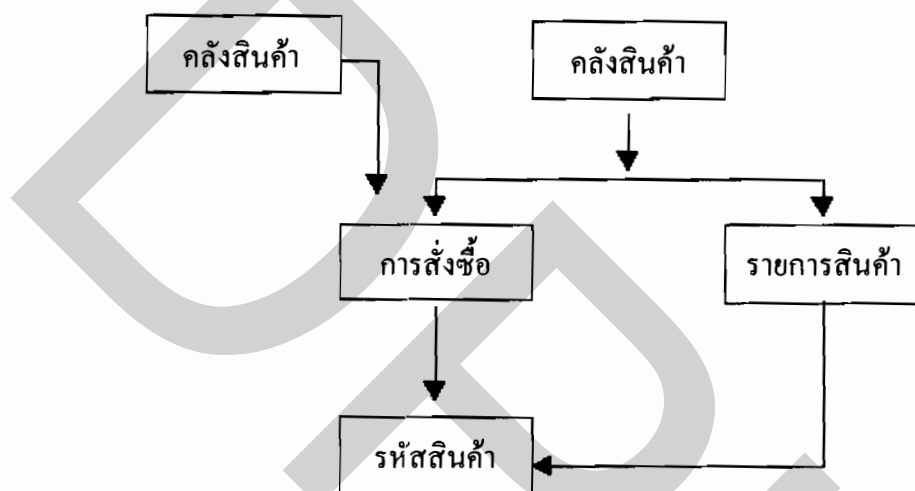 คลังสินค้า
คลังสินค้า
การสั่งซื้อ
รายการสินค้า
รหัสสินค้า